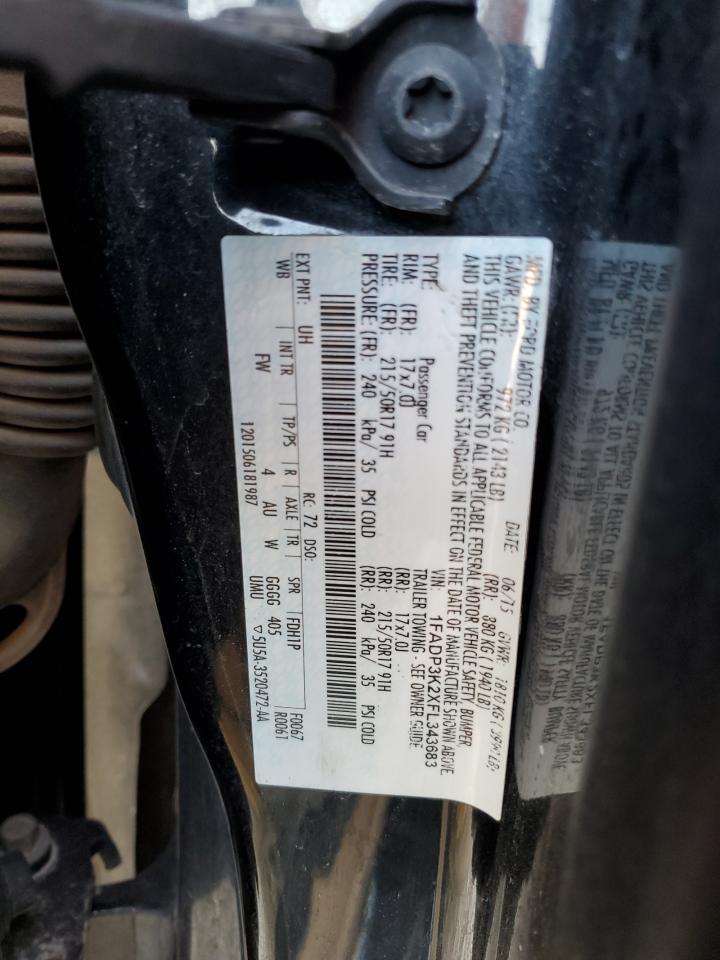 MFD. BY FORD MOTOR CO.
DATE: 06/15 GVWR: 1810 KG
GAWR: (FR): 972 KG (2143 LB) (RR): 880 KG (1940 LB)
THIS VEHICLE CONFORMS TO ALL APPLICABLE FEDERAL MOTOR VEHICLE SAFETY, BUMPER,
AND THEFT PREVENTION STANDARDS IN EFFECT ON THE DATE OF MANUFACTURE SHOWN ABOVE.
VIN: 1FADP3K2XFL343683
TYPE: Passenger Car TRAILER TOWING - SEE OWNER GUIDE
RIM: (FR): 17x7.0J (RR): 17x7.0J
TIRE: (FR): 215/50R17 91H (RR): 215/50R17 91H
PRESSURE: (FR): 240 kPa/ 35 PSI COLD (RR): 240 kPa/ 35 PSI COLD
EXT PNT: UH RC: 72 DSO: FDH1P F0067
R0061
WB INT TR TP/PS R AXLE TR SPR
FW 4 AU W GGGG 405
1201506181987 UMU ▽ 5U5A-3520472-AA